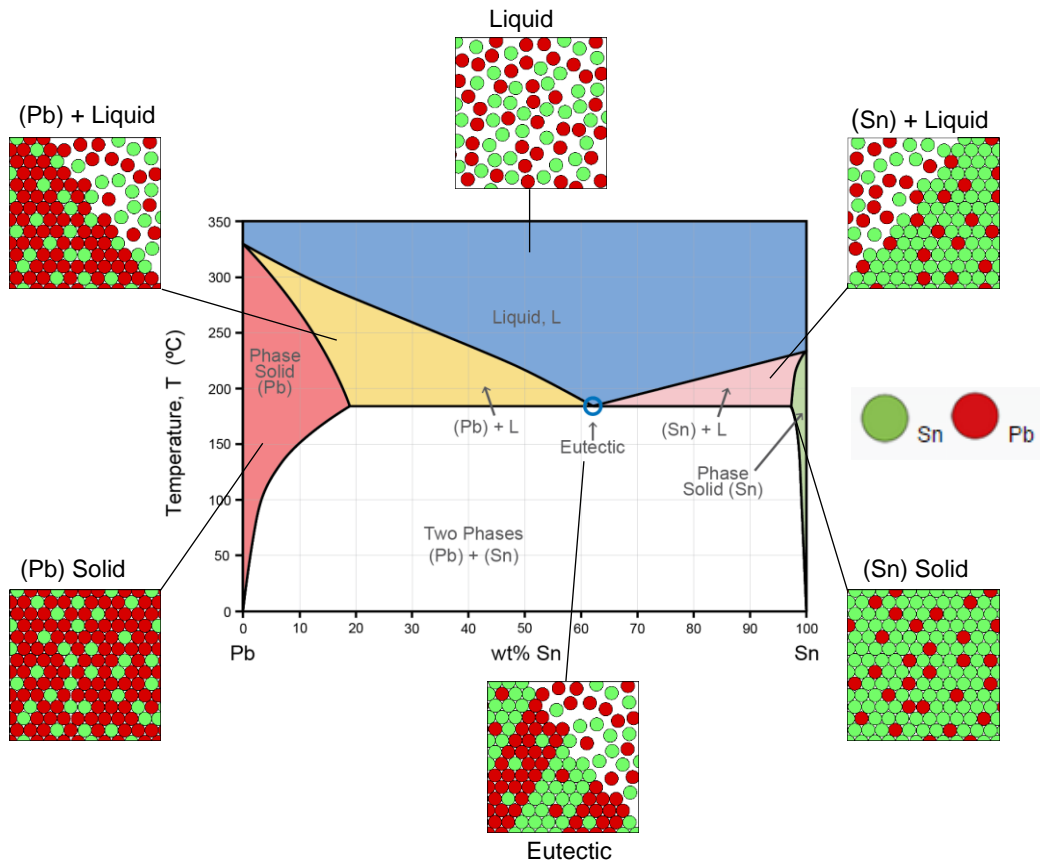 Liquid
(Pb) + Liquid
(Sn) + Liquid
350
300
250
200
150
100
50
0
Temperature, T (ºC)
Liquid, L
Phase
Solid
(Pb)
(Pb) + L
Eutectic
(Sn) + L
Phase
Solid (Sn)
Two Phases
(Pb) + (Sn)
Sn
Pb
(Pb) Solid
(Sn) Solid
0 10 20 30 40 50 60 70 80 90 100
Pb wt% Sn Sn
Eutectic